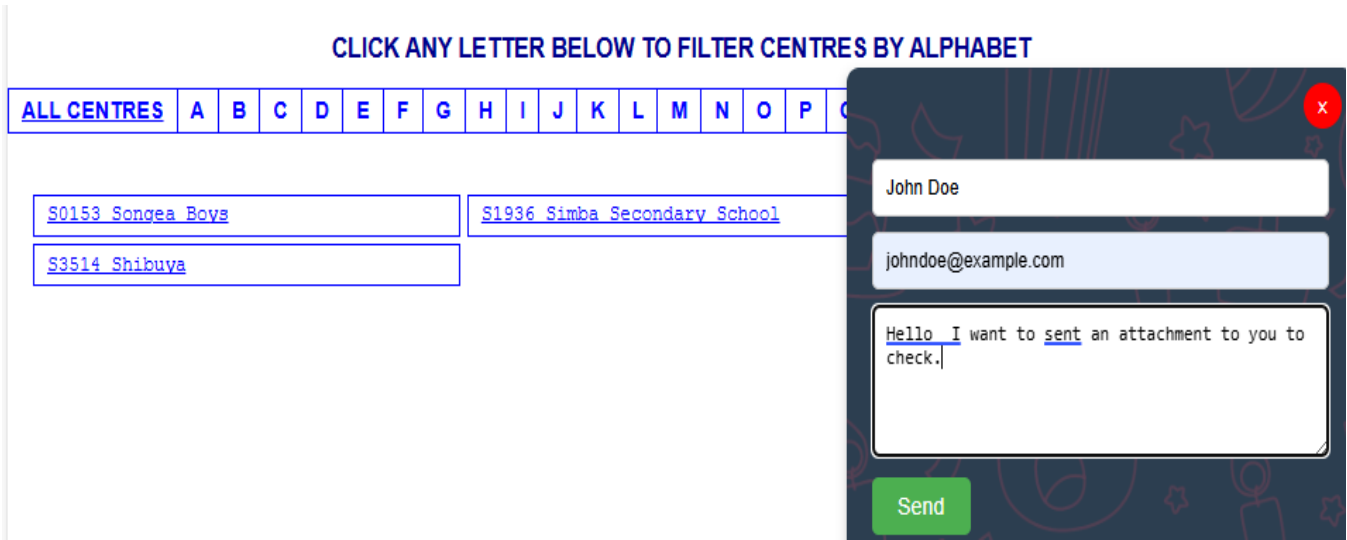 CLICK ANY LETTER BELOW TO FILTER CENTRES BY ALPHABET
ALL CENTRES A B C D E F G H I J K L M N O P
x
John Doe
S0153 Songea Boys S1936 Simba Secondary School
johndoe@example.com
S3514 Shibuya
Hello  I want to sent an attachment to you to
check.
Send